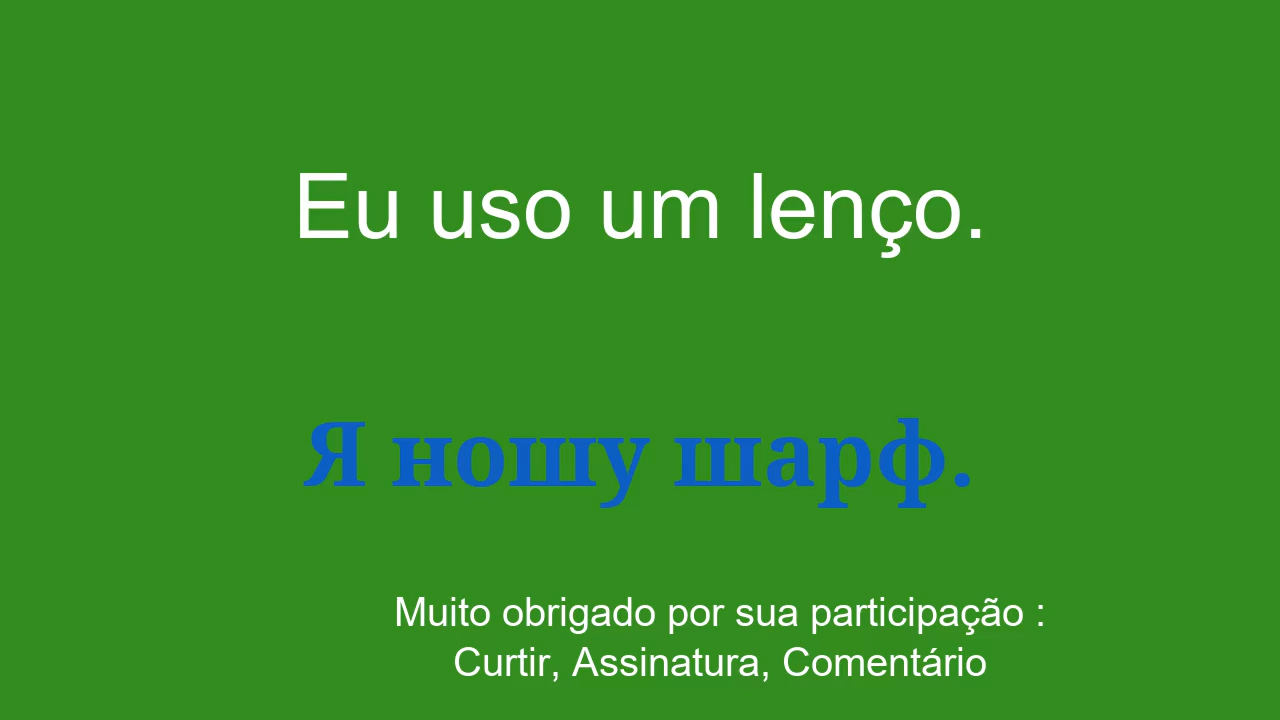 Eu uso um lenço.
Я ношу шарф.
Muito obrigado por sua participação :
Curtir, Assinatura, Comentário